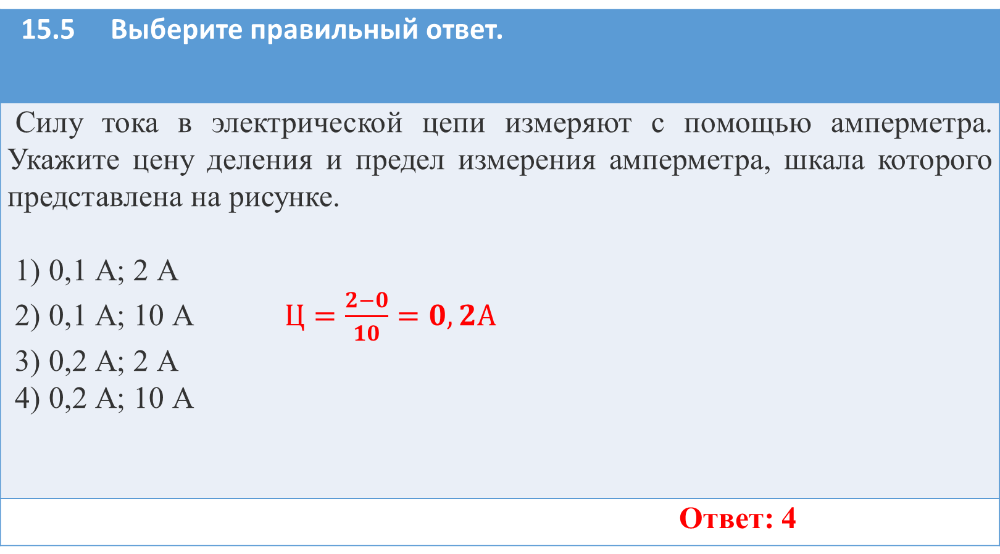 15.5 Выберите правильный ответ.
Силу тока в электрической цепи измеряют с помощью амперметра.
Укажите цену деления и предел измерения амперметра, шкала которого
представлена на рисунке.
1) 0,1 А; 2 А
2) 0,1 А; 10 А
Ц = \frac{2−0}{10} = 0,2А
3) 0,2 А; 2 А
4) 0,2 А; 10 А
Ответ: 4